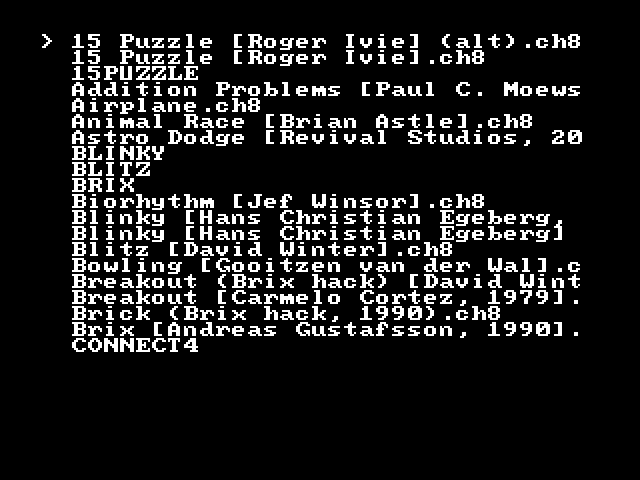 > 15 Puzzle [Roger Ivie] (alt).ch8
15 Puzzle [Roger Ivie].ch8
15PUZZLE
Addition Problems [Paul C. Moews
Airplane.ch8
Animal Race [Brian Astle].ch8
Astro Dodge [Revival Studios, 20
BLINKY
BLITZ
BRIX
Biorhythm [Jef Winsor].ch8
Blinky [Hans Christian Egeberg,
Blinky [Hans Christian Egeberg]
Blitz [David Winter].ch8
Bowling [Gooitzen van der Wal].c
Breakout (Brix hack) [David Wint
Breakout [Carmelo Cortez, 1979].
Brick (Brix hack, 1990).ch8
Brix [Andreas Gustafsson, 1990].
CONNECT4